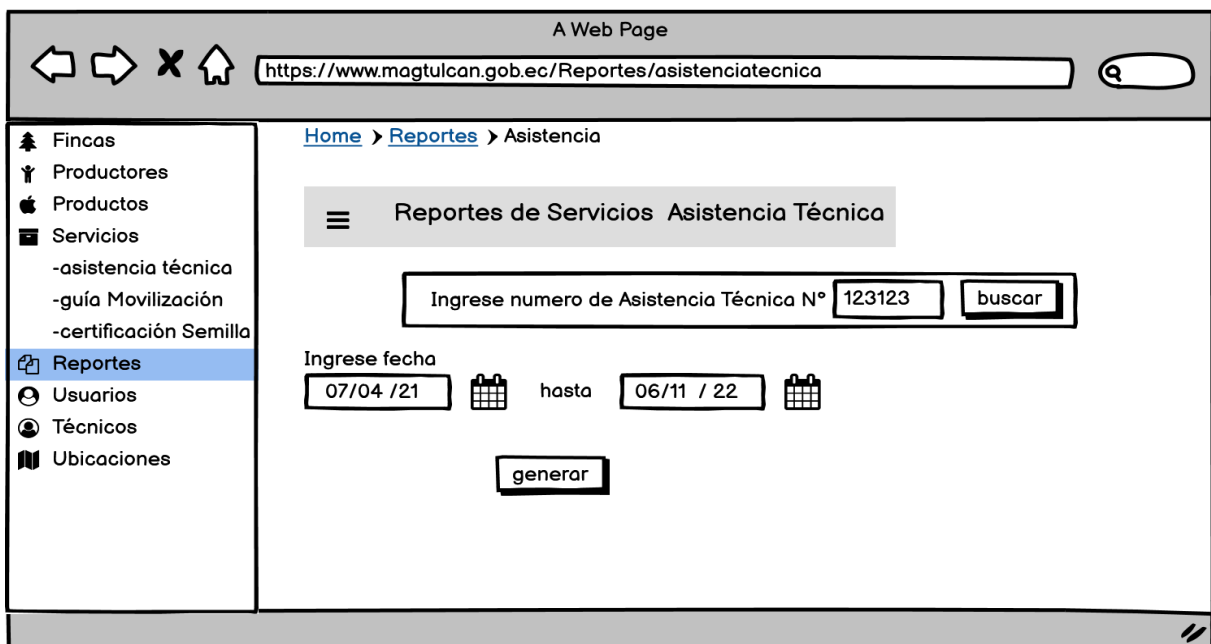 A Web Page
https://www.magtulcan.gob.ec/Reportes/asistenciatecnica
Fincas
Productores
Productos
Servicios
-asistencia técnica
-guía Movilización
-certificación Semilla
Reportes
Usuarios
Técnicos
Ubicaciones
Home Reportes Asistencia
Reportes de Servicios Asistencia Técnica
Ingrese numero de Asistencia Técnica N° 123123 buscar
Ingrese fecha
07/04 /21 hasta 06/11 / 22
generar